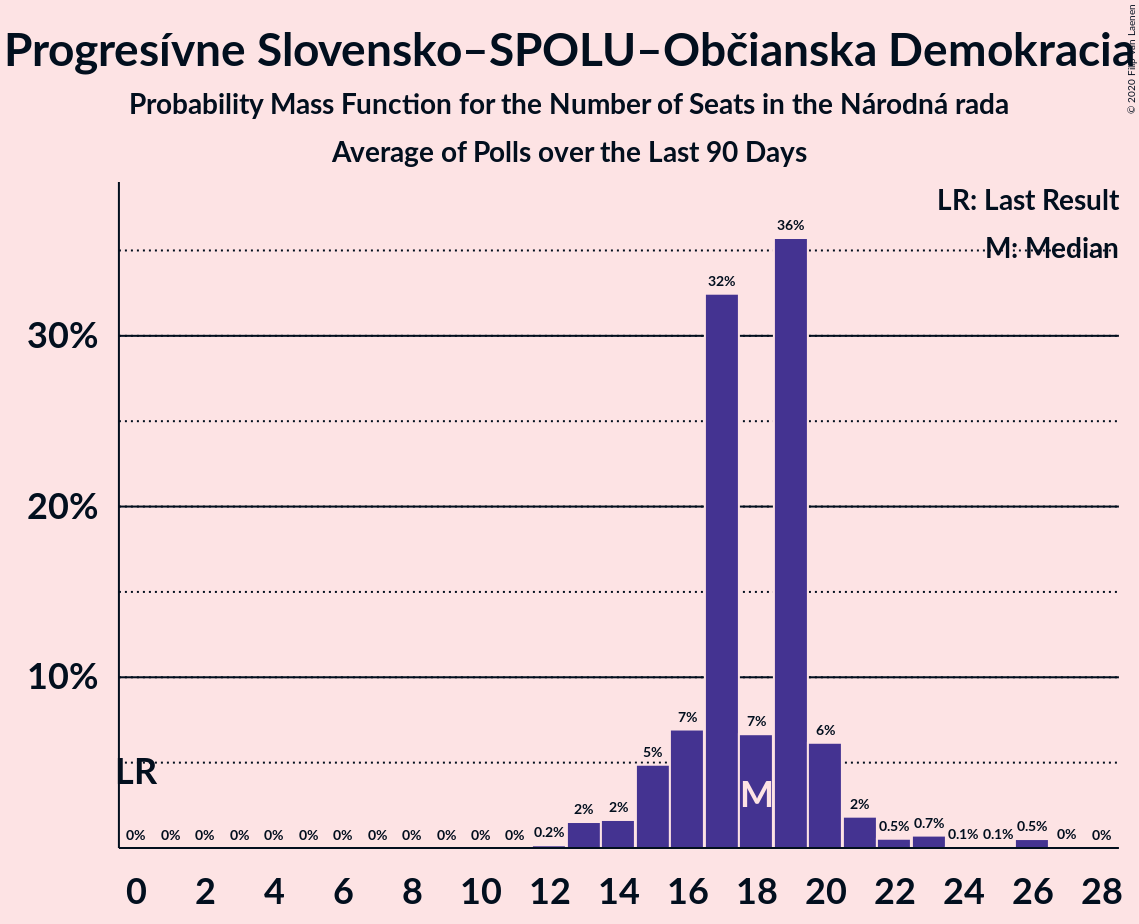 Progresívne Slovensko–SPOLU–Občianska Demokracia
Probability Mass Function for the Number of Seats in the Národná rada
Average of Polls over the Last 90 Days
© 2020 Filip van Laenen
LR: Last Result
M: Median
36%
32%
30%
20%
10%
7%
7%
6%
5%
LR
M
2%
2%
2%
0% 0% 0% 0% 0% 0% 0% 0% 0% 0% 0% 0% 0.2% 0.5% 0.7% 0.1% 0.1% 0.5% 0% 0%
0 2 4 6 8 10 12 14 16 18 20 22 24 26 28